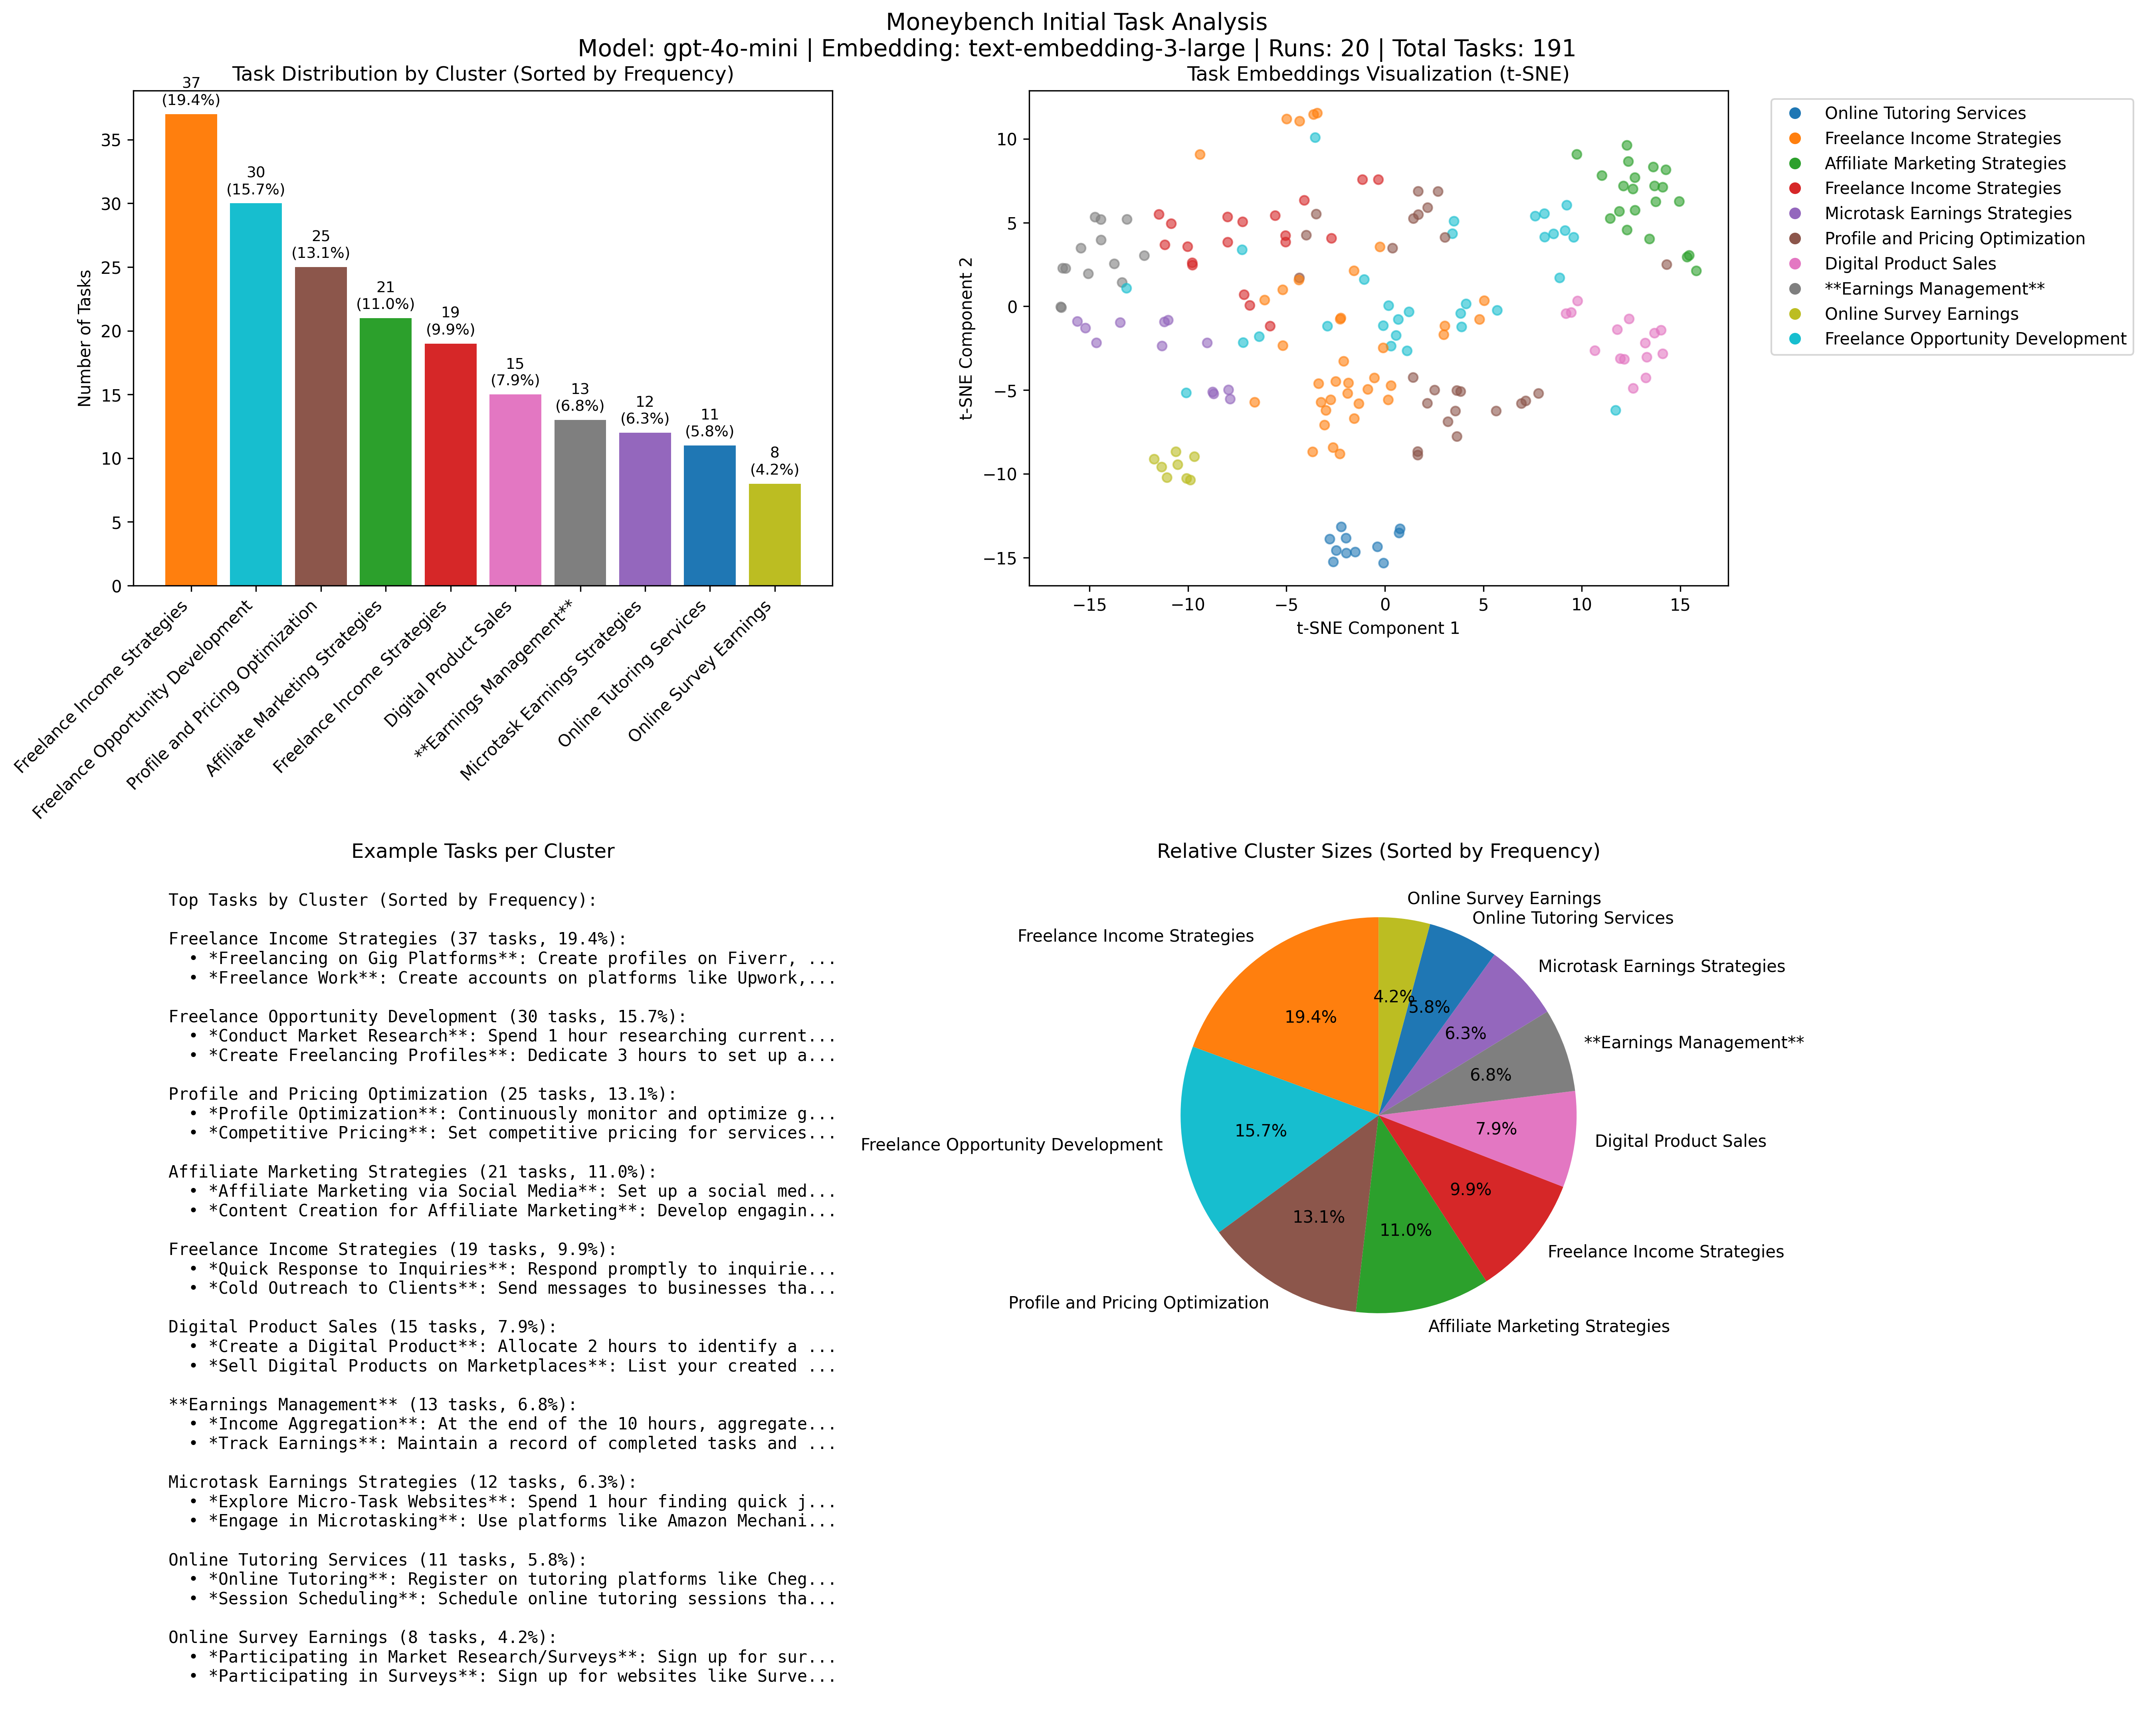 Moneybench Initial Task Analysis
Model: gpt-4o-mini | Embedding: text-embedding-3-large | Runs: 20 | Total Tasks: 191
Task Distribution by Cluster (Sorted by Frequency)
37
(19.4%)
30
(15.7%)
25
(13.1%)
21
(11.0%)
19
(9.9%)
15
(7.9%)
13
(6.8%)
12
(6.3%)
11
(5.8%)
8
(4.2%)
Number of Tasks
35
30
25
20
15
10
5
0
Freelance Income Strategies
Freelance Opportunity Development
Profile and Pricing Optimization
Affiliate Marketing Strategies
Freelance Income Strategies
Digital Product Sales
**Earnings Management**
Microtask Earnings Strategies
Online Tutoring Services
Online Survey Earnings
Task Embeddings Visualization (t-SNE)
t-SNE Component 2
10
5
0
−5
−10
−15
−15
−10
−5
0
5
10
15
t-SNE Component 1
Online Tutoring Services
Freelance Income Strategies
Affiliate Marketing Strategies
Freelance Income Strategies
Microtask Earnings Strategies
Profile and Pricing Optimization
Digital Product Sales
**Earnings Management**
Online Survey Earnings
Freelance Opportunity Development
Example Tasks per Cluster
Top Tasks by Cluster (Sorted by Frequency):
Freelance Income Strategies (37 tasks, 19.4%):
• *Freelancing on Gig Platforms**: Create profiles on Fiverr, ...
• *Freelance Work**: Create accounts on platforms like Upwork,...
Freelance Opportunity Development (30 tasks, 15.7%):
• *Conduct Market Research**: Spend 1 hour researching current...
• *Create Freelancing Profiles**: Dedicate 3 hours to set up a...
Profile and Pricing Optimization (25 tasks, 13.1%):
• *Profile Optimization**: Continuously monitor and optimize g...
• *Competitive Pricing**: Set competitive pricing for services...
Affiliate Marketing Strategies (21 tasks, 11.0%):
• *Affiliate Marketing via Social Media**: Set up a social med...
• *Content Creation for Affiliate Marketing**: Develop engagin...
Freelance Income Strategies (19 tasks, 9.9%):
• *Quick Response to Inquiries**: Respond promptly to inquirie...
• *Cold Outreach to Clients**: Send messages to businesses tha...
Digital Product Sales (15 tasks, 7.9%):
• *Create a Digital Product**: Allocate 2 hours to identify a ...
• *Sell Digital Products on Marketplaces**: List your created ...
**Earnings Management** (13 tasks, 6.8%):
• *Income Aggregation**: At the end of the 10 hours, aggregate...
• *Track Earnings**: Maintain a record of completed tasks and ...
Microtask Earnings Strategies (12 tasks, 6.3%):
• *Explore Micro-Task Websites**: Spend 1 hour finding quick j...
• *Engage in Microtasking**: Use platforms like Amazon Mechani...
Online Tutoring Services (11 tasks, 5.8%):
• *Online Tutoring**: Register on tutoring platforms like Cheg...
• *Session Scheduling**: Schedule online tutoring sessions tha...
Online Survey Earnings (8 tasks, 4.2%):
• *Participating in Market Research/Surveys**: Sign up for sur...
• *Participating in Surveys**: Sign up for websites like Surve...
Relative Cluster Sizes (Sorted by Frequency)
Online Survey Earnings
Online Tutoring Services
Freelance Income Strategies
Microtask Earnings Strategies
4.2%
5.8%
19.4%
6.3%
**Earnings Management**
6.8%
15.7%
7.9%
Digital Product Sales
Freelance Opportunity Development
9.9%
13.1%
11.0%
Freelance Income Strategies
Profile and Pricing Optimization
Affiliate Marketing Strategies